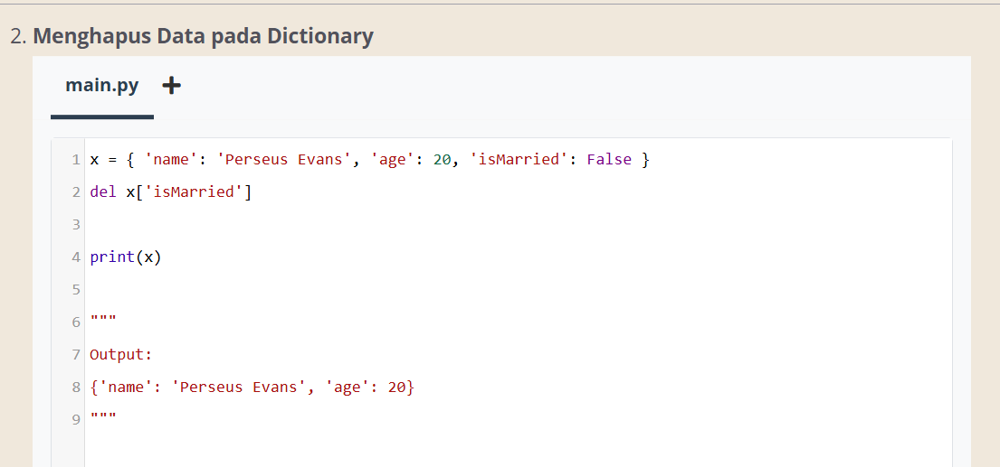 2. Menghapus Data pada Dictionary
main.py +
1 x = { 'name': 'Perseus Evans', 'age': 20, 'isMarried': False }
2 del x['isMarried']
3
4 print(x)
5
6 """
7 Output:
8 {'name': 'Perseus Evans', 'age': 20}
9 """